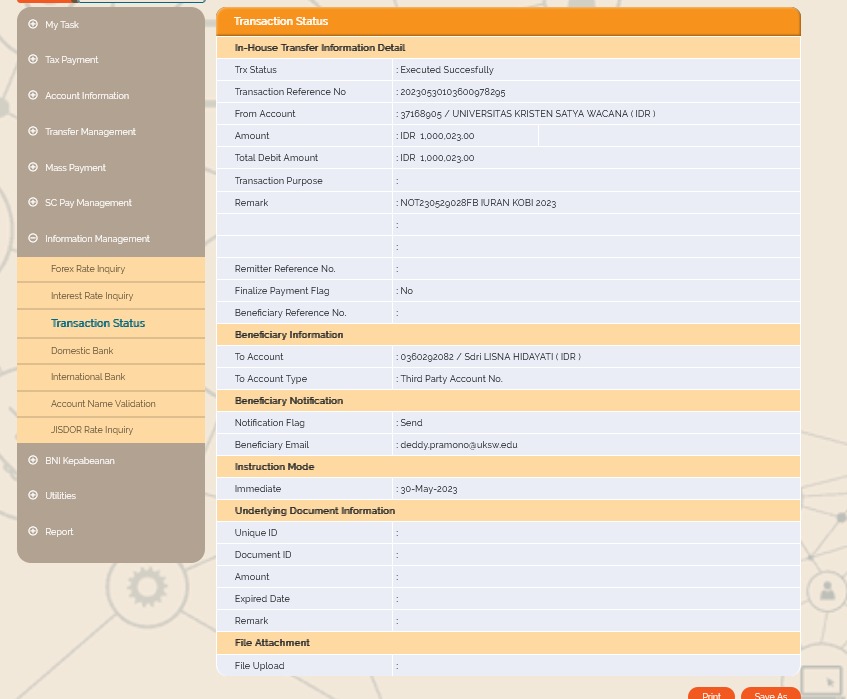 My Task
Tax Payment
Account Information
Transfer Management
Mass Payment
SC Pay Management
Information Management
Forex Rate Inquiry
Interest Rate Inquiry
Transaction Status
Domestic Bank
International Bank
Account Name Validation
JISDOR Rate Inquiry
BNI Kepabeanan
Utilities
Report
Transaction Status
In-House Transfer Information Detail
Trx Status : Executed Succesfully
Transaction Reference No : 20230530103600978295
From Account : 37168905 / UNIVERSITAS KRISTEN SATYA WACANA ( IDR )
Amount : IDR 1,000,023.00
Total Debit Amount : IDR 1,000,023.00
Transaction Purpose :
Remark : NOT230529028FB IURAN KOBI 2023
:
:
Remitter Reference No. :
Finalize Payment Flag : No
Beneficiary Reference No. :
Beneficiary Information
To Account : 0360292082 / Sdri LISNA HIDAYATI ( IDR )
To Account Type : Third Party Account No.
Beneficiary Notification
Notification Flag : Send
Beneficiary Email : deddy.pramono@uksw.edu
Instruction Mode
Immediate : 30-May-2023
Underlying Document Information
Unique ID :
Document ID :
Amount :
Expired Date :
Remark :
File Attachment
File Upload :
Print Save As